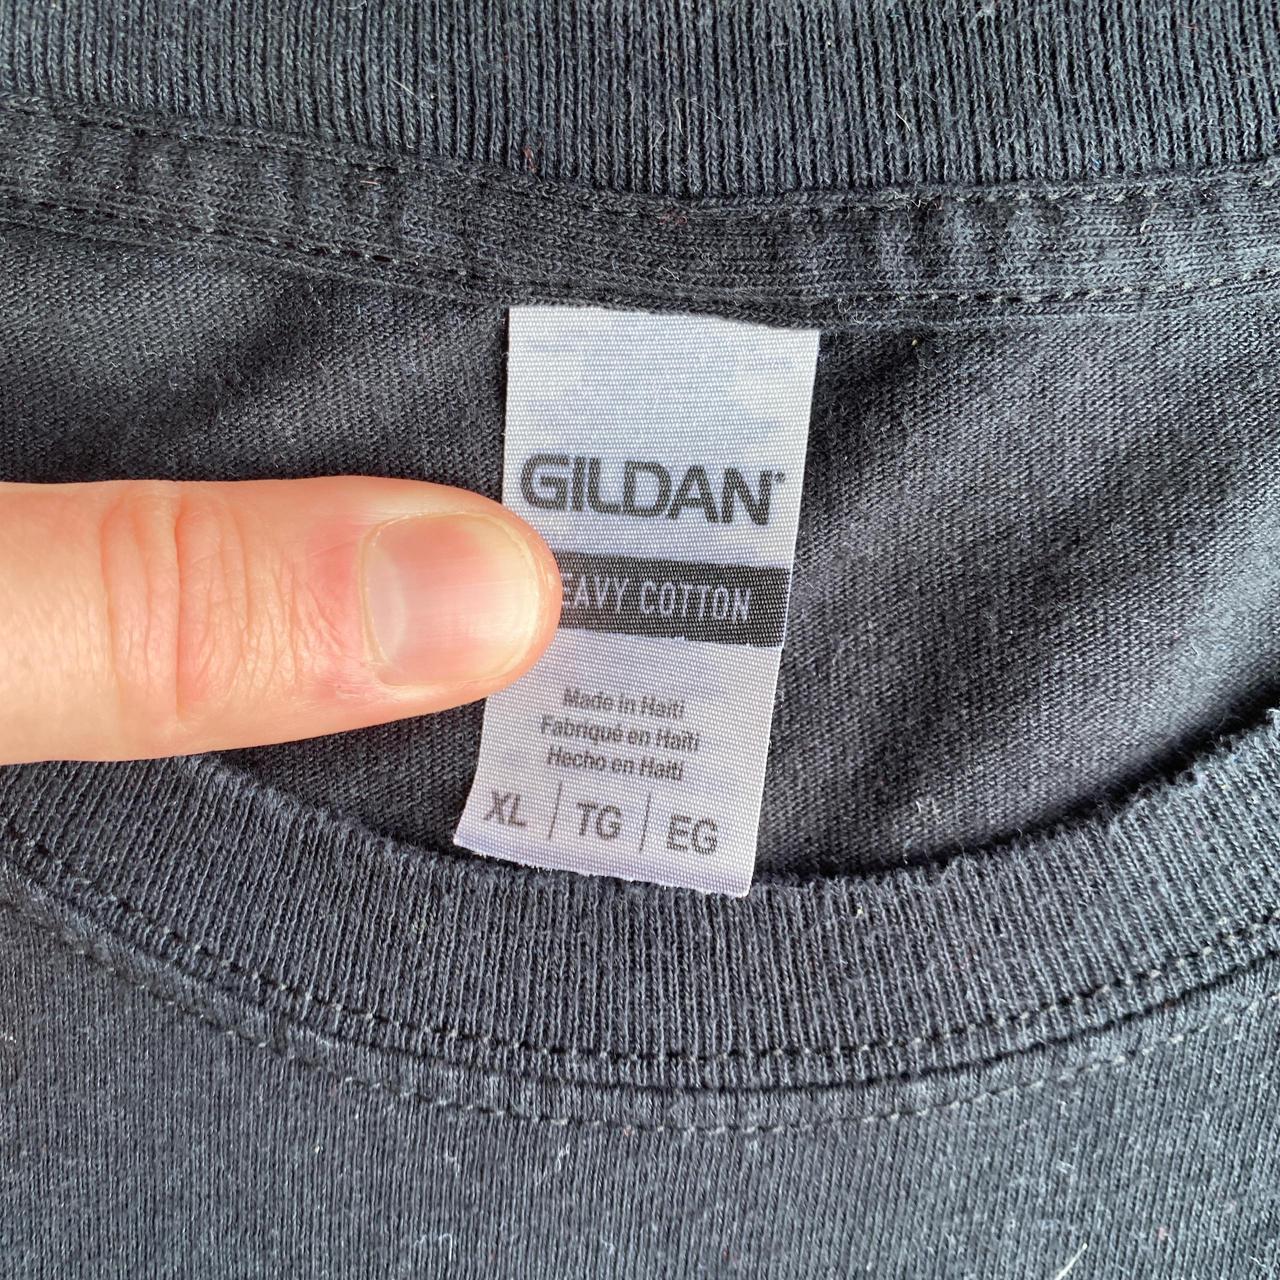 GILDAN®
EAVY COTTON
Made in Haiti
Fabriqué en Haïti
Hecho en Haití
XL | TG | EG